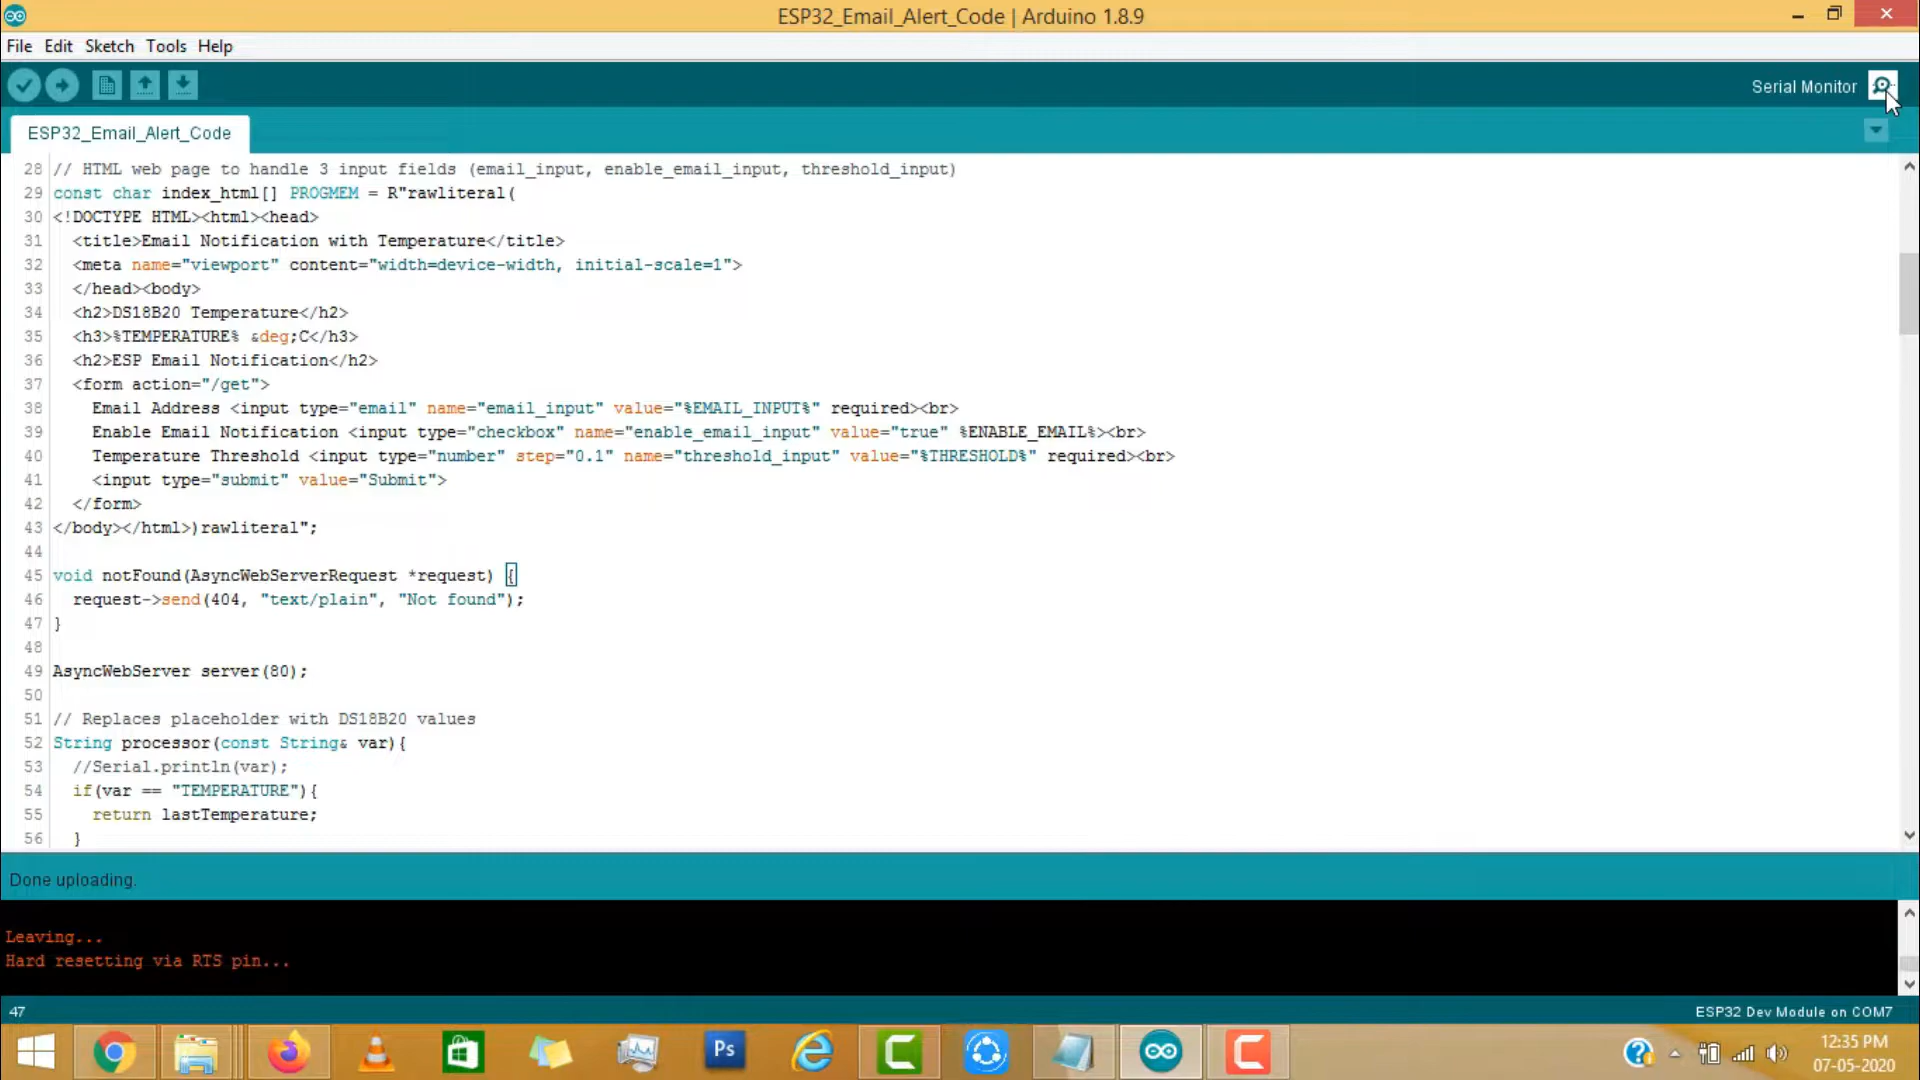 ESP32_Email_Alert_Code | Arduino 1.8.9
File Edit Sketch Tools Help
Serial Monitor
ESP32_Email_Alert_Code
28 // HTML web page to handle 3 input fields (email_input, enable_email_input, threshold_input)
29 const char index_html[] PROGMEM = R"rawliteral(
30 <!DOCTYPE HTML><html><head>
31 <title>Email Notification with Temperature</title>
32 <meta name="viewport" content="width=device-width, initial-scale=1">
33 </head><body>
34 <h2>DS18B20 Temperature</h2>
35 <h3>%TEMPERATURE% &deg;C</h3>
36 <h2>ESP Email Notification</h2>
37 <form action="/get">
38 Email Address <input type="email" name="email_input" value="%EMAIL_INPUT%" required><br>
39 Enable Email Notification <input type="checkbox" name="enable_email_input" value="true" %ENABLE_EMAIL%><br>
40 Temperature Threshold <input type="number" step="0.1" name="threshold_input" value="%THRESHOLD%" required><br>
41 <input type="submit" value="Submit">
42 </form>
43 </body></html>)rawliteral";
44
45 void notFound(AsyncWebServerRequest *request) {
46 request->send(404, "text/plain", "Not found");
47 }
48
49 AsyncWebServer server(80);
50
51 // Replaces placeholder with DS18B20 values
52 String processor(const String& var){
53 //Serial.println(var);
54 if(var == "TEMPERATURE"){
55 return lastTemperature;
56 }
Done uploading.
Leaving...
Hard resetting via RTS pin...
47
ESP32 Dev Module on COM7
Ps
12:35 PM
07-05-2020